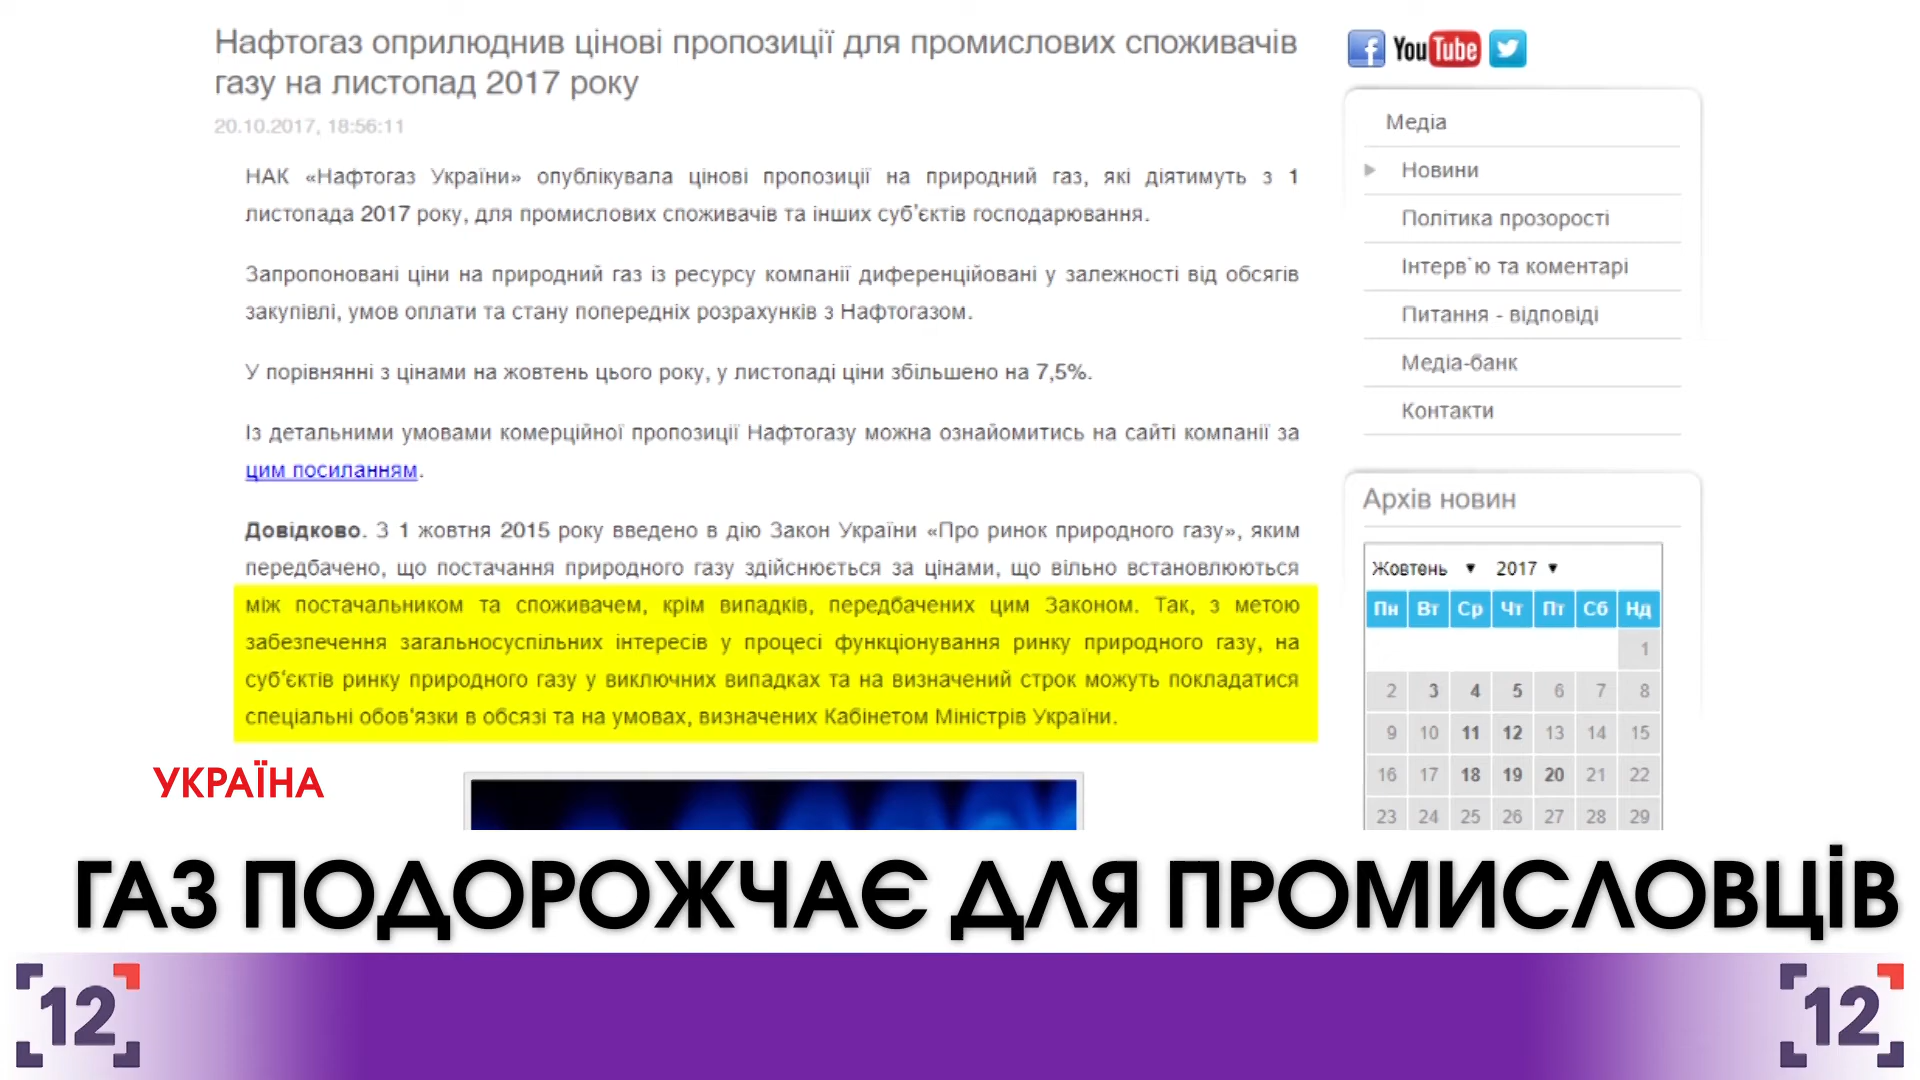 Нафтогаз оприлюднив цінові пропозиції для промислових споживачів
газу на листопад 2017 року
20.10.2017, 18:56:11
НАК «Нафтогаз України» опублікувала цінові пропозиції на природний газ, які діятимуть з 1
листопада 2017 року, для промислових споживачів та інших суб'єктів господарювання.
Запропоновані ціни на природний газ із ресурсу компанії диференційовані у залежності від обсягів
закупівлі, умов оплати та стану попередніх розрахунків з Нафтогазом.
У порівнянні з цінами на жовтень цього року, у листопаді ціни збільшено на 7,5%.
Із детальними умовами комерційної пропозиції Нафтогазу можна ознайомитись на сайті компанії за
цим посиланням.
Довідково. З 1 жовтня 2015 року введено в дію Закон України «Про ринок природного газу», яким
передбачено, що постачання природного газу здійснюється за цінами, що вільно встановлюються
між постачальником та споживачем, крім випадків, передбачених цим Законом. Так, з метою
забезпечення загальносуспільних інтересів у процесі функціонування ринку природного газу, на
суб'єктів ринку природного газу у виключних випадках та на визначений строк можуть покладатися
спеціальні обов'язки в обсязі та на умовах, визначених Кабінетом Міністрів України.
You Tube
Медіа
Новини
Політика прозорості
Інтерв`ю та коментарі
Питання - відповіді
Медіа-банк
Контакти
Архів новин
Жовтень 2017
Пн Вт Ср Чт Пт Сб Нд
1
2 3 4 5 6 7 8
9 10 11 12 13 14 15
16 17 18 19 20 21 22
23 24 25 26 27 28 29
УКРАЇНА
ГАЗ ПОДОРОЖЧАЄ ДЛЯ ПРОМИСЛОВЦІВ
12
12